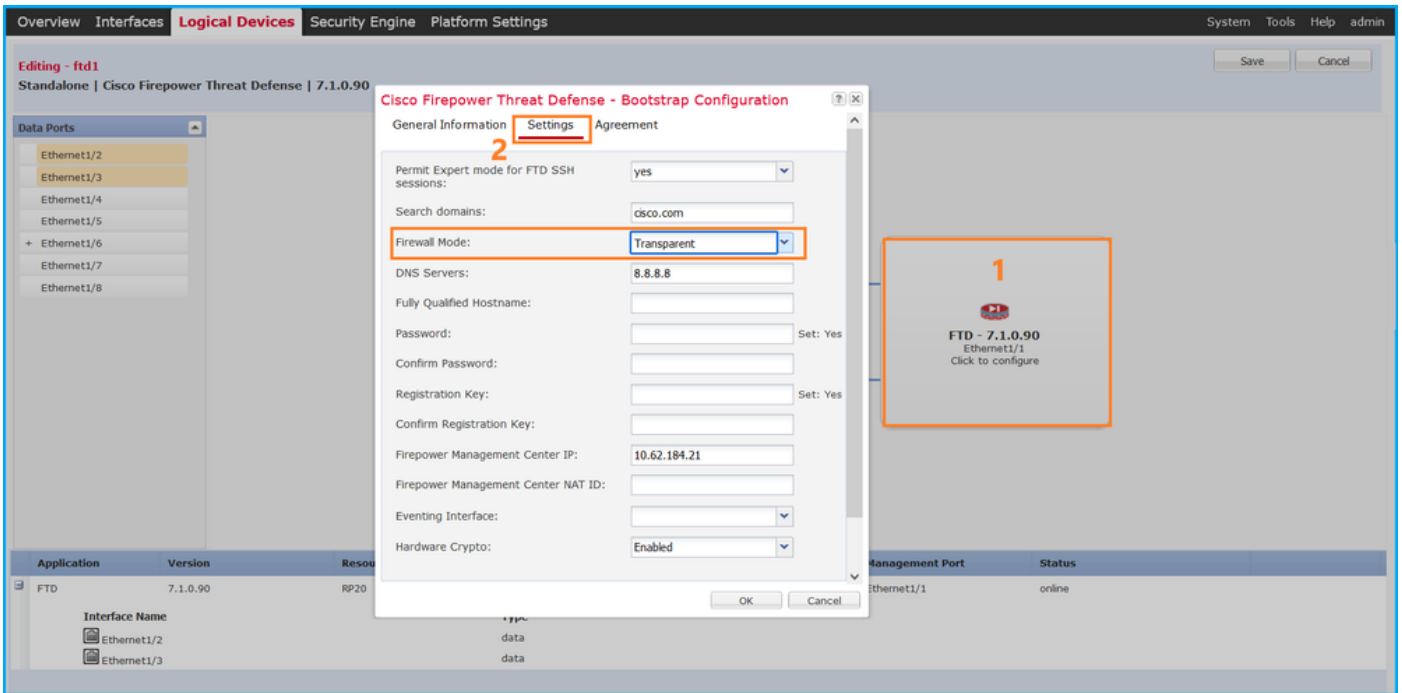 Overview Interfaces Logical Devices Security Engine Platform Settings System Tools Help admin
Editing - ftd1
Standalone | Cisco Firepower Threat Defense | 7.1.0.90
Save Cancel
Data Ports
Ethernet1/2
Ethernet1/3
Ethernet1/4
Ethernet1/5
+ Ethernet1/6
Ethernet1/7
Ethernet1/8
Cisco Firepower Threat Defense - Bootstrap Configuration ? X
General Information Settings Agreement
2
Permit Expert mode for FTD SSH
sessions:
yes
Search domains: cisco.com
Firewall Mode: Transparent
DNS Servers: 8.8.8.8
Fully Qualified Hostname:
Password: Set: Yes
Confirm Password:
Registration Key: Set: Yes
Confirm Registration Key:
Firepower Management Center IP: 10.62.184.21
Firepower Management Center NAT ID:
Eventing Interface:
Hardware Crypto: Enabled
OK Cancel
1
FTD - 7.1.0.90
Ethernet1/1
Click to configure
Application Version Resou Management Port Status
FTD 7.1.0.90 RP20 Ethernet1/1 online
Interface Name Type
Ethernet1/2 data
Ethernet1/3 data